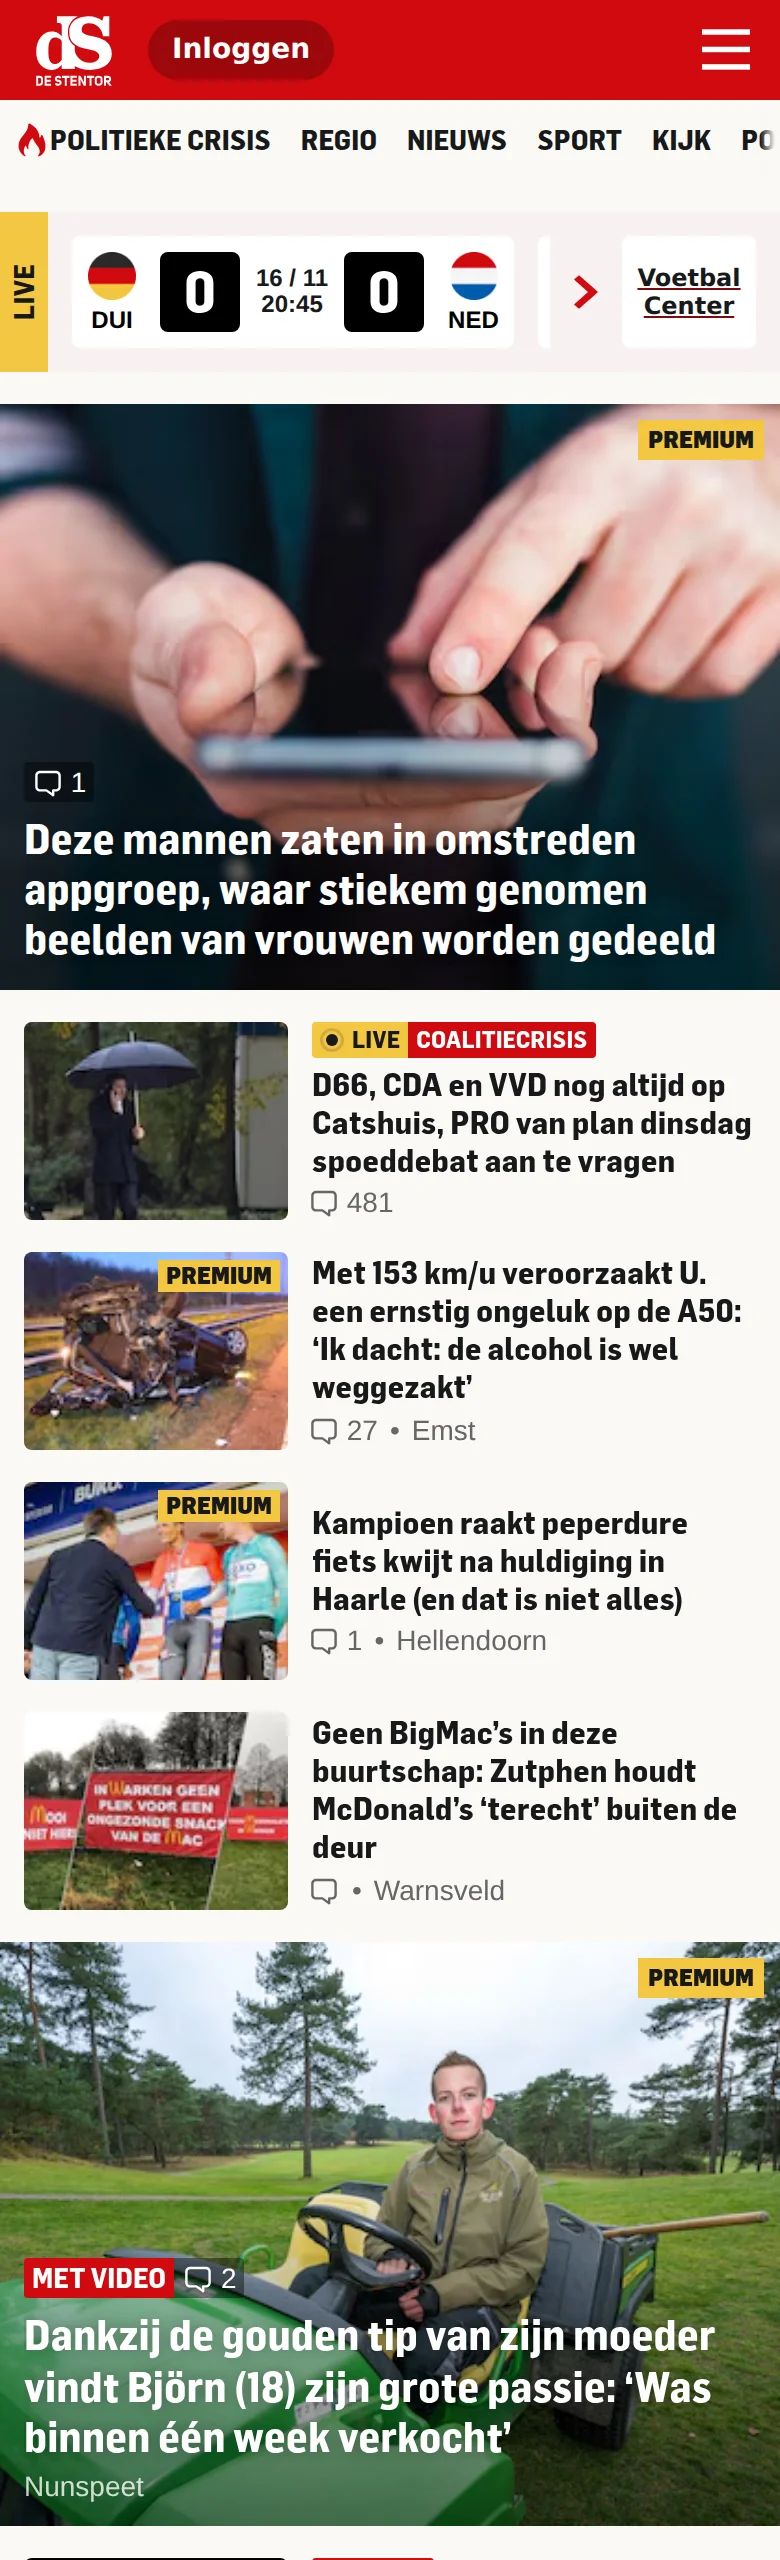 dS
DE STENTOR
Inloggen
POLITIEKE CRISIS REGIO NIEUWS SPORT KIJK PO
LIVE
DUI
0
16 / 11
20:45
0
NED
Voetbal
Center
PREMIUM
1
Deze mannen zaten in omstreden
appgroep, waar stiekem genomen
beelden van vrouwen worden gedeeld
LIVE COALITIECRISIS
D66, CDA en VVD nog altijd op
Catshuis, PRO van plan dinsdag
spoeddebat aan te vragen
481
PREMIUM
Met 153 km/u veroorzaakt U.
een ernstig ongeluk op de A50:
‘Ik dacht: de alcohol is wel
weggezakt’
27 • Emst
PREMIUM
Kampioen raakt peperdure
fiets kwijt na huldiging in
Haarle (en dat is niet alles)
1 • Hellendoorn
IN WARKEN GEEN
PLEK VOOR EEN
ONGEZONDE SNACK
VAN DE MAC
MOOI
NIET HIER
Geen BigMac’s in deze
buurtschap: Zutphen houdt
McDonald’s ‘terecht’ buiten de
deur
• Warnsveld
PREMIUM
MET VIDEO 2
Dankzij de gouden tip van zijn moeder
vindt Björn (18) zijn grote passie: ‘Was
binnen één week verkocht’
Nunspeet